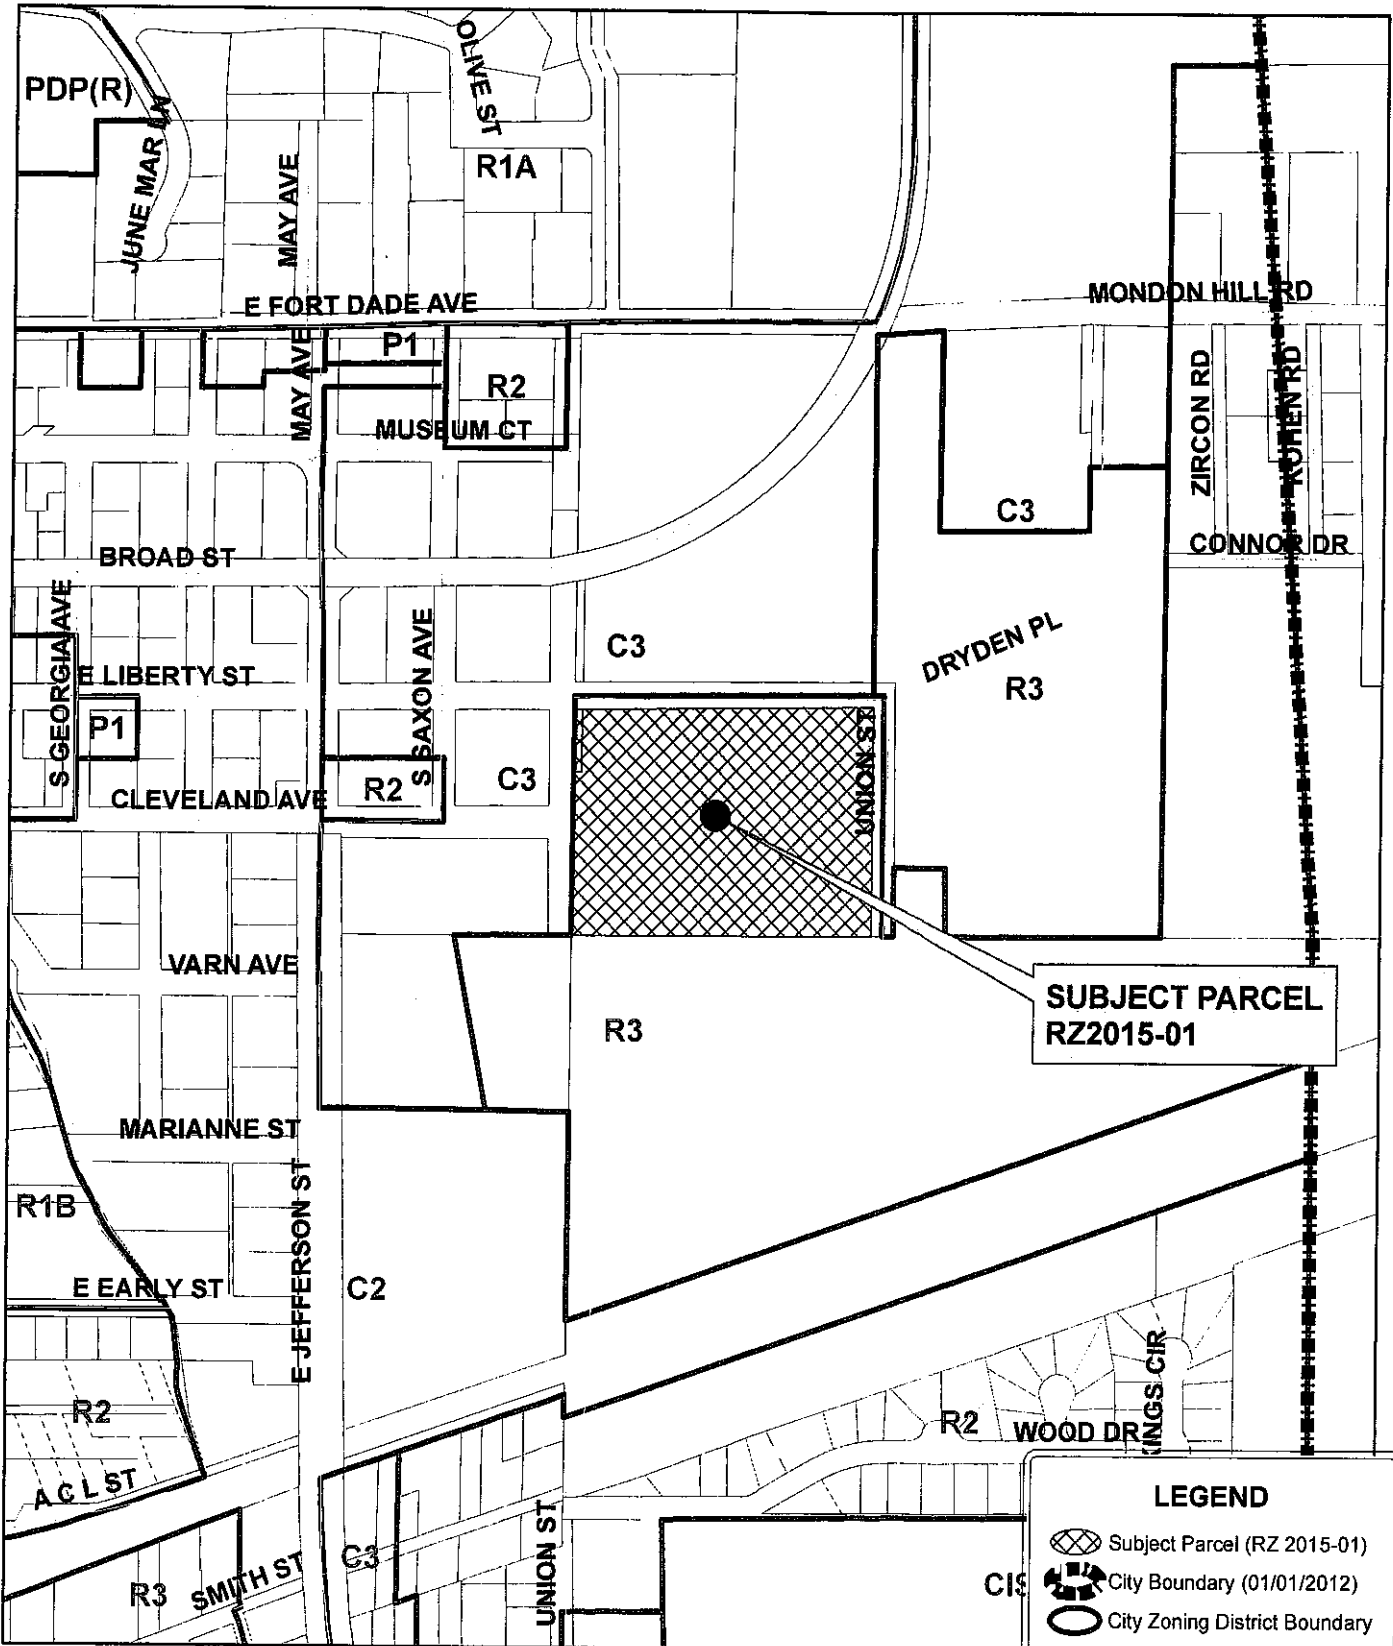 PDP(R)
JUNE MAR LN
MAY AVE
OLIVE ST
R1A
E FORT DADE AVE
MONDON HILL RD
MAY AVE
P1
R2
MUSEUM CT
ZIRCON RD
KUHEN RD
C3
CONNOR DR
BROAD ST
S GEORGIA AVE
E LIBERTY ST
P1
S SAXON AVE
C3
DRYDEN PL
R3
UNION ST
R2
C3
CLEVELAND AVE
VARN AVE
R3
SUBJECT PARCEL
RZ2015-01
MARIANNE ST
R1B
E EARLY ST
E JEFFERSON ST
C2
R2
A C L ST
R2
WOOD DR
KINGS CIR
R3
SMITH ST
C3
UNION ST
LEGEND
Subject Parcel (RZ 2015-01)
City Boundary (01/01/2012)
City Zoning District Boundary